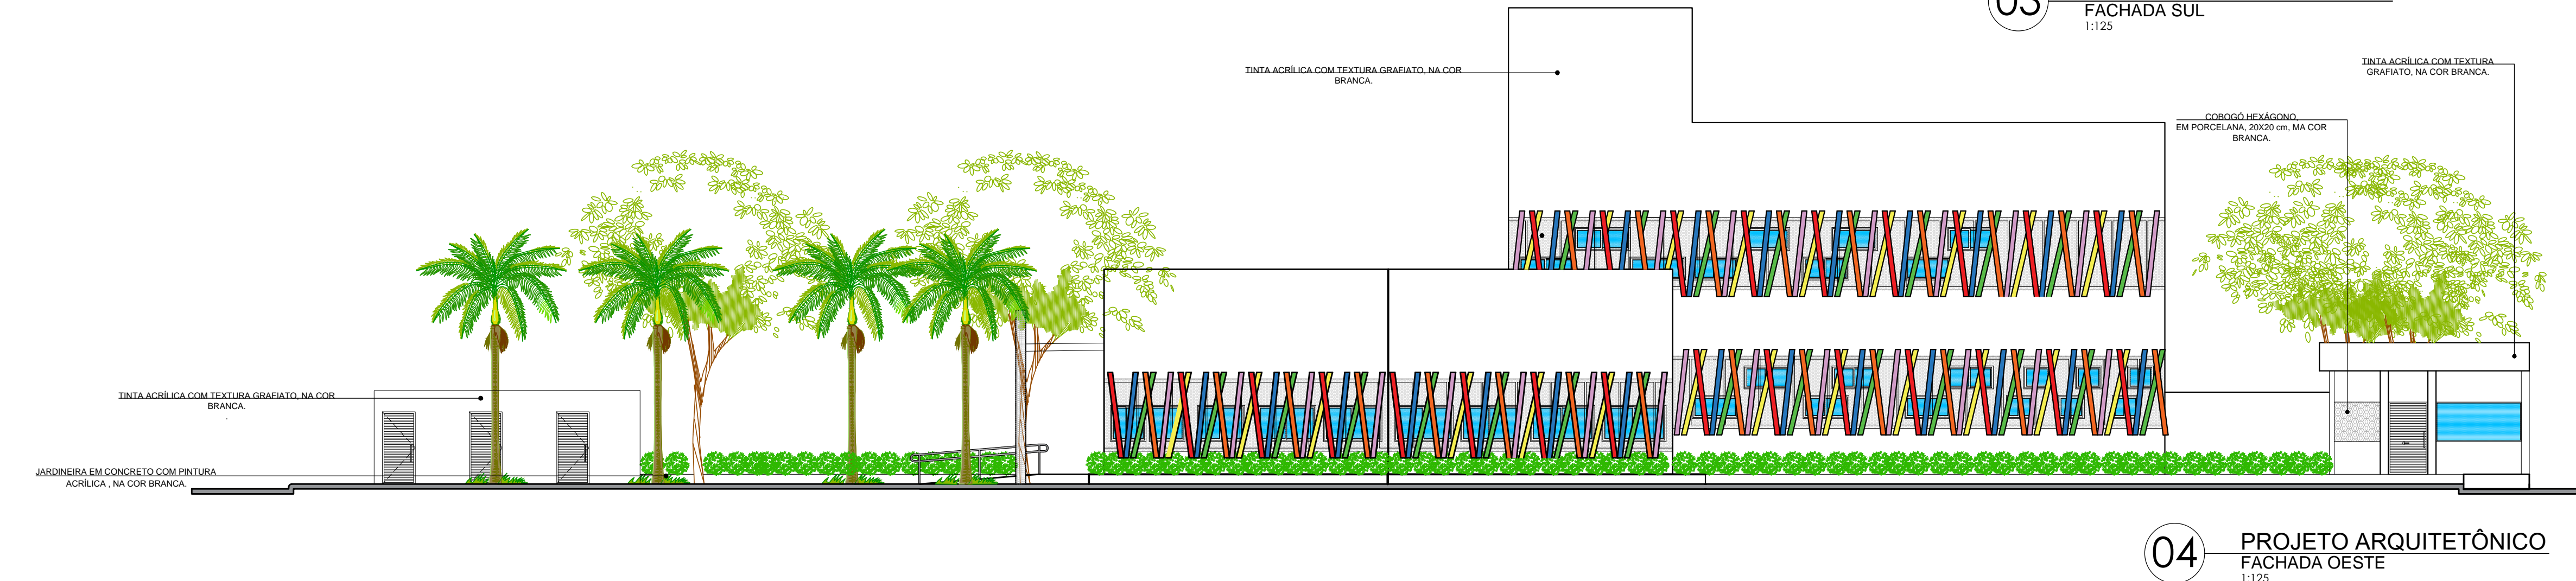 03
FACHADA SUL
1:125
TINTA ACRÍLICA COM TEXTURA GRAFIATO, NA COR
BRANCA.
TINTA ACRÍLICA COM TEXTURA
GRAFIATO, NA COR BRANCA.
COBOGÓ HEXÁGONO,
EM PORCELANA, 20X20 cm, MA COR
BRANCA.
TINTA ACRÍLICA COM TEXTURA GRAFIATO, NA COR
BRANCA.
.
JARDINEIRA EM CONCRETO COM PINTURA
ACRÍLICA , NA COR BRANCA.
04
PROJETO ARQUITETÔNICO
FACHADA OESTE
1:125